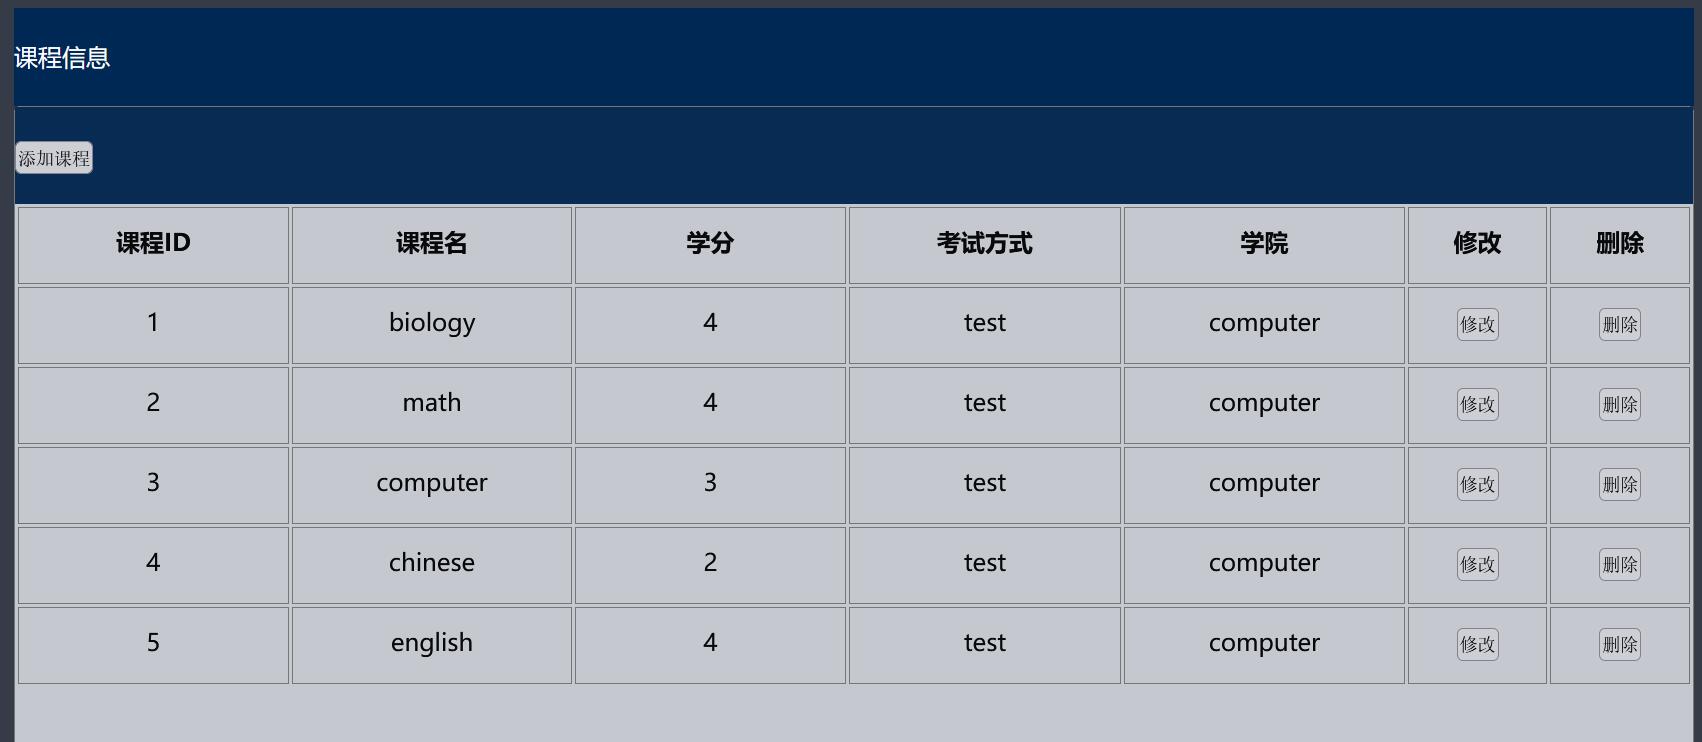 课程信息
添加课程
课程ID 课程名 学分 考试方式 学院 修改 删除
1 biology 4 test computer 修改 删除
2 math 4 test computer 修改 删除
3 computer 3 test computer 修改 删除
4 chinese 2 test computer 修改 删除
5 english 4 test computer 修改 删除